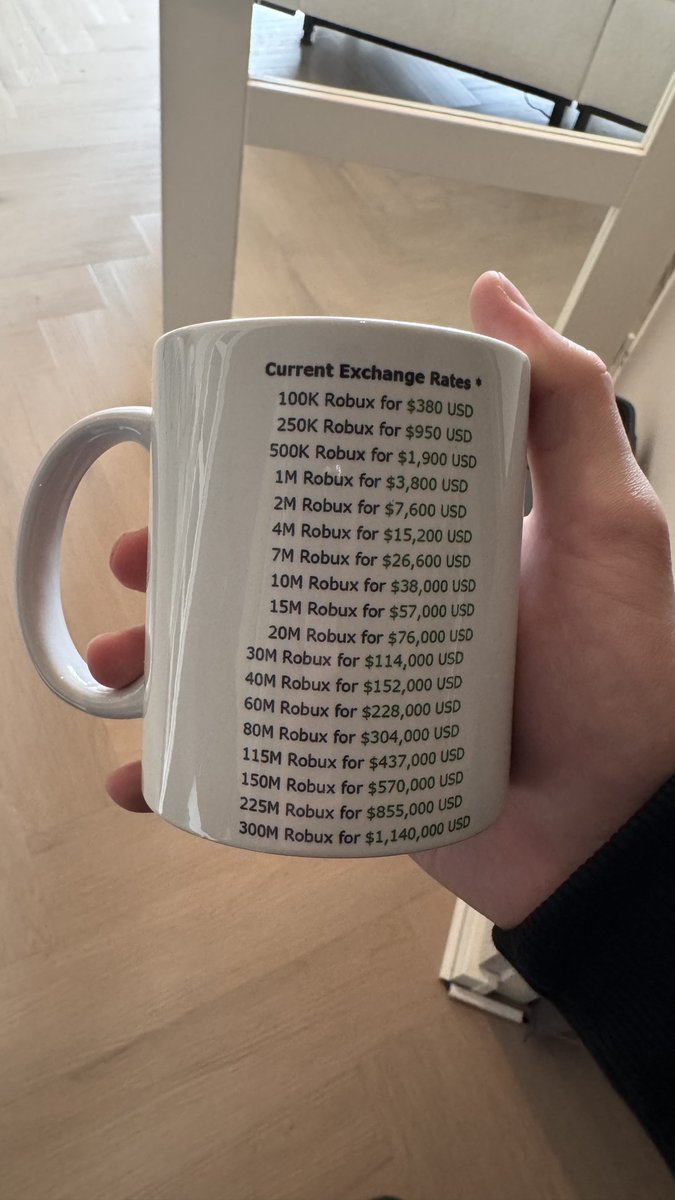 Current Exchange Rates *
100K Robux for $380 USD
250K Robux for $950 USD
500K Robux for $1,900 USD
1M Robux for $3,800 USD
2M Robux for $7,600 USD
4M Robux for $15,200 USD
7M Robux for $26,600 USD
10M Robux for $38,000 USD
15M Robux for $57,000 USD
20M Robux for $76,000 USD
30M Robux for $114,000 USD
40M Robux for $152,000 USD
60M Robux for $228,000 USD
80M Robux for $304,000 USD
115M Robux for $437,000 USD
150M Robux for $570,000 USD
225M Robux for $855,000 USD
300M Robux for $1,140,000 USD